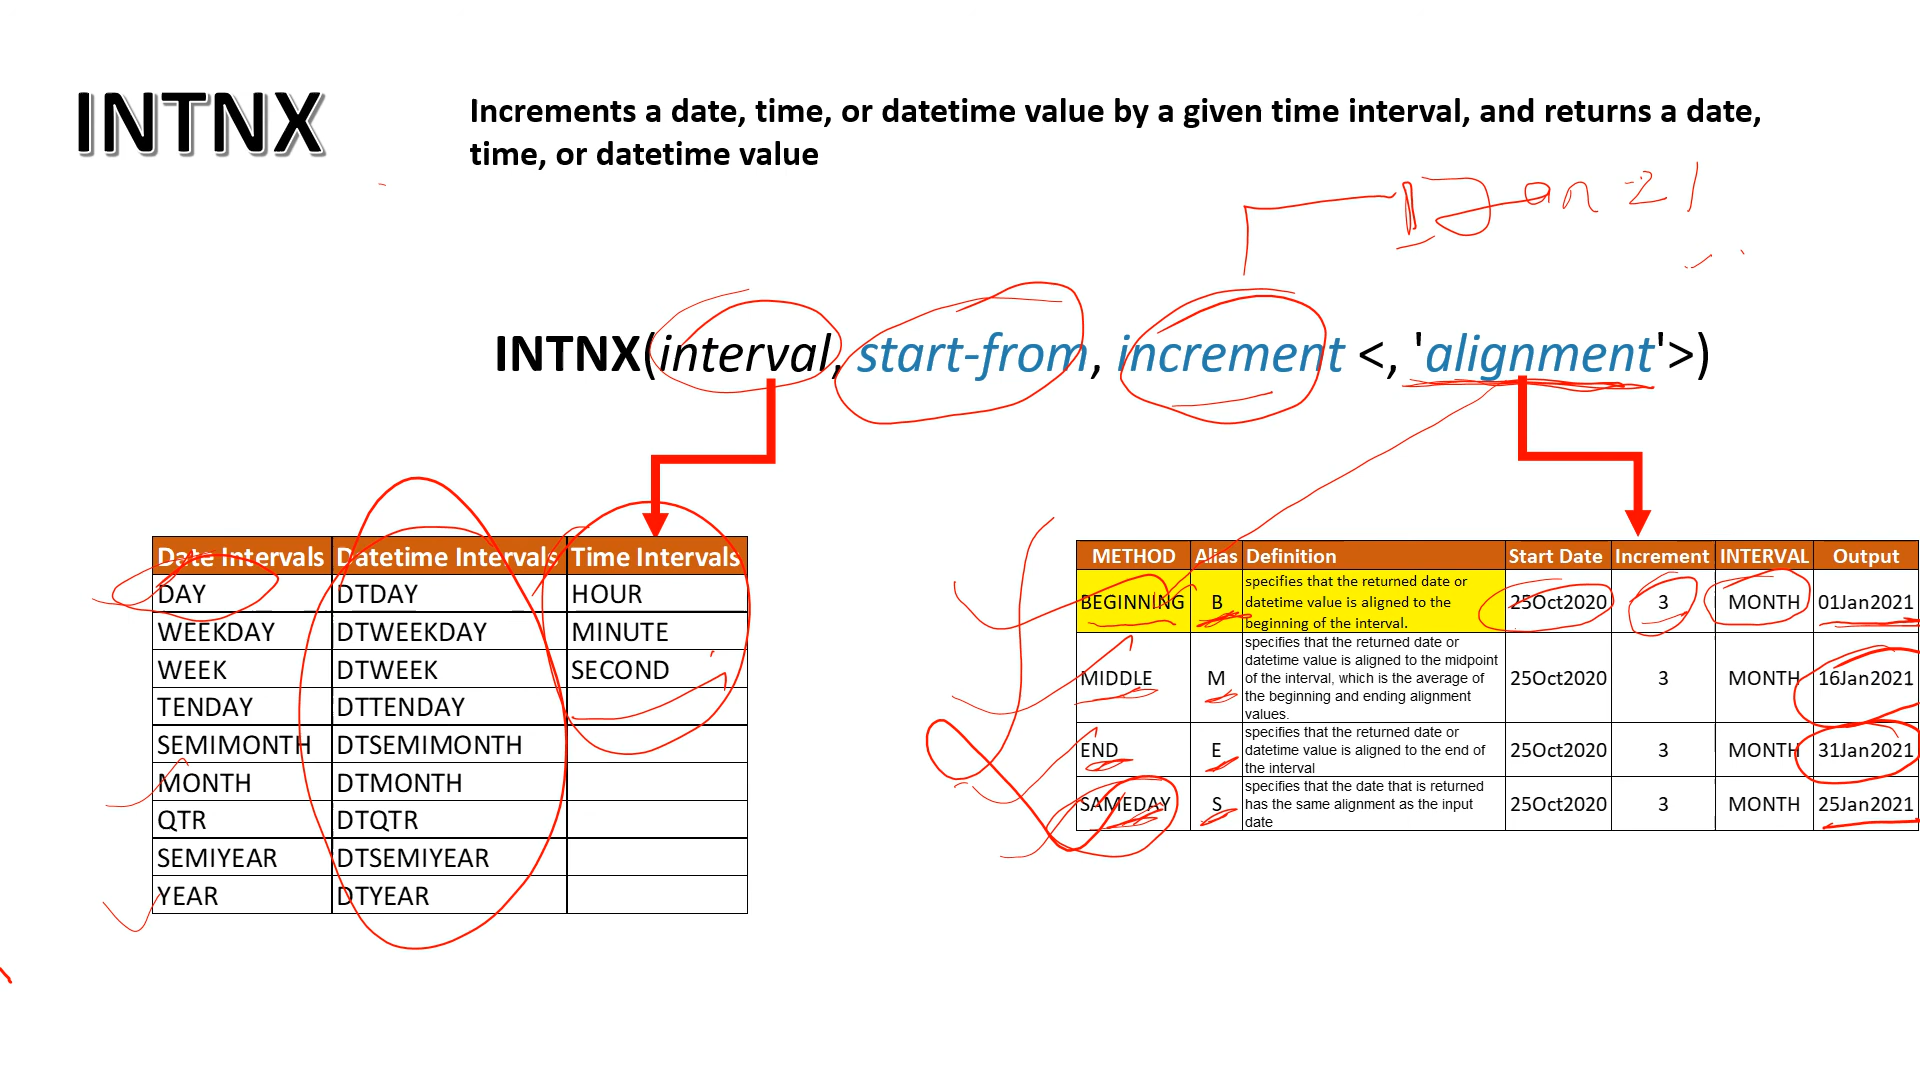 INTNX
Increments a date, time, or datetime value by a given time interval, and returns a date,
time, or datetime value
1 Jan 21
INTNX(interval, start-from, increment <, 'alignment'>)
Date Intervals Datetime Intervals Time Intervals
DAY DTDAY HOUR
WEEKDAY DTWEEKDAY MINUTE
WEEK DTWEEK SECOND
TENDAY DTTENDAY
SEMIMONTH DTSEMIMONTH
MONTH DTMONTH
QTR DTQTR
SEMIYEAR DTSEMIYEAR
YEAR DTYEAR
METHOD Alias Definition Start Date Increment INTERVAL Output
specifies that the returned date or
BEGINNING B datetime value is aligned to the 25Oct2020 3 MONTH 01Jan2021
beginning of the interval.
specifies that the returned date or
datetime value is aligned to the midpoint
MIDDLE M of the interval, which is the average of 25Oct2020 3 MONTH 16Jan2021
the beginning and ending alignment
values.
specifies that the returned date or
END E datetime value is aligned to the end of 25Oct2020 3 MONTH 31Jan2021
the interval
specifies that the date that is returned
SAMEDAY S has the same alignment as the input 25Oct2020 3 MONTH 25Jan2021
date